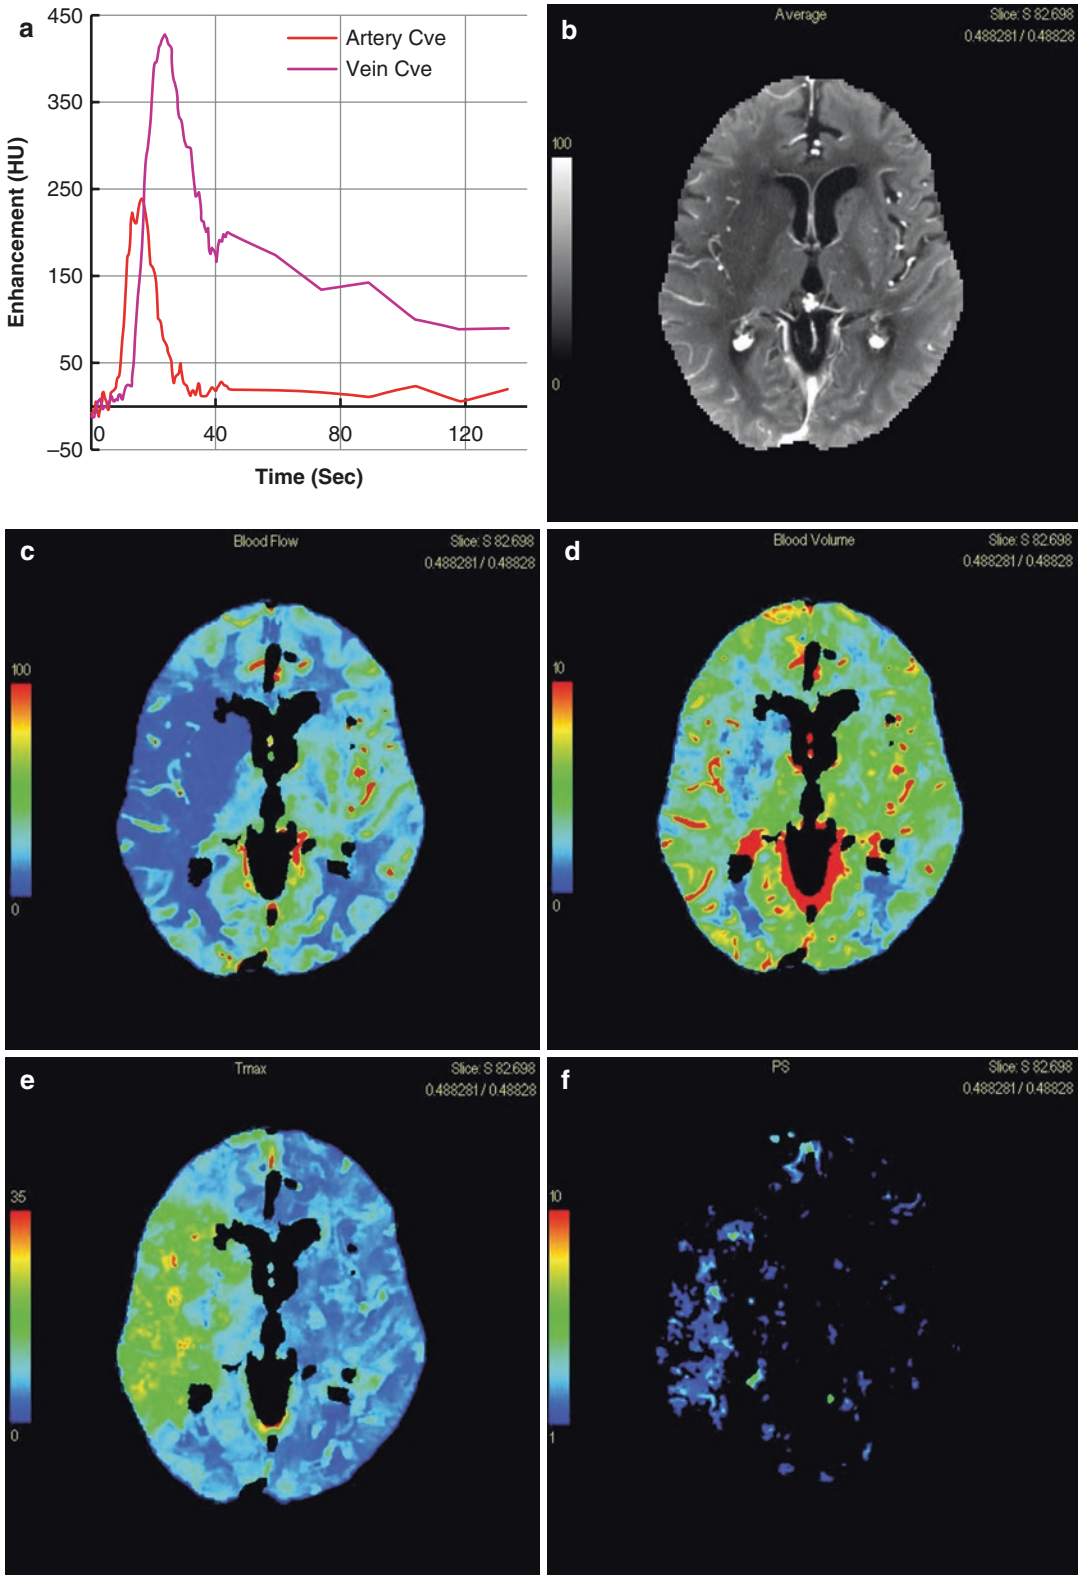 a
450
350
250
150
50
–50
0
40
80
120
Enhancement (HU)
Time (Sec)
Artery Cve
Vein Cve
b
Average
Slice: S 82.698
0.488281 / 0.48828
100
0
c
Blood Flow
Slice: S 82.698
0.488281 / 0.48828
100
0
d
Blood Volume
Slice: S 82.698
0.488281 / 0.48828
10
0
e
Tmax
Slice: S 82.698
0.488281 / 0.48828
35
0
f
PS
Slice: S 82.698
0.488281 / 0.48828
10
1